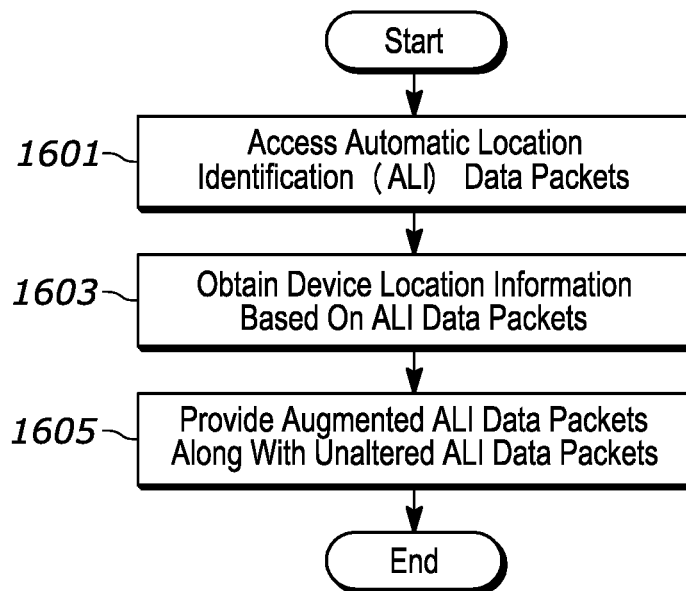 Start
1601
Access Automatic Location
Identification (ALI) Data Packets
1603
Obtain Device Location Information
Based On ALI Data Packets
1605
Provide Augmented ALI Data Packets
Along With Unaltered ALI Data Packets
End